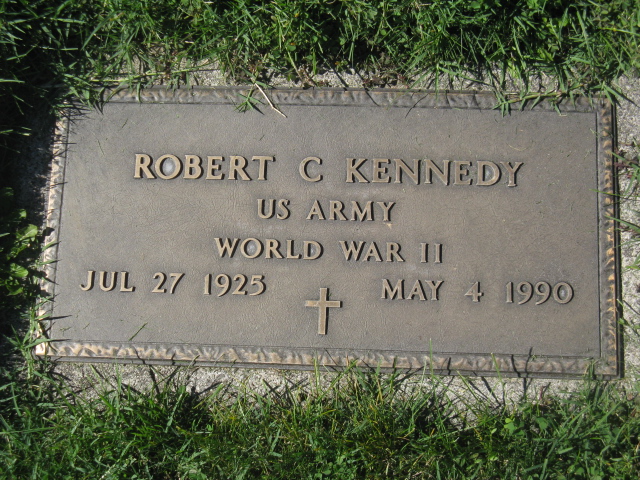 ROBERT C KENNEDY
US ARMY
WORLD WAR II
JUL 27 1925 MAY 4 1990